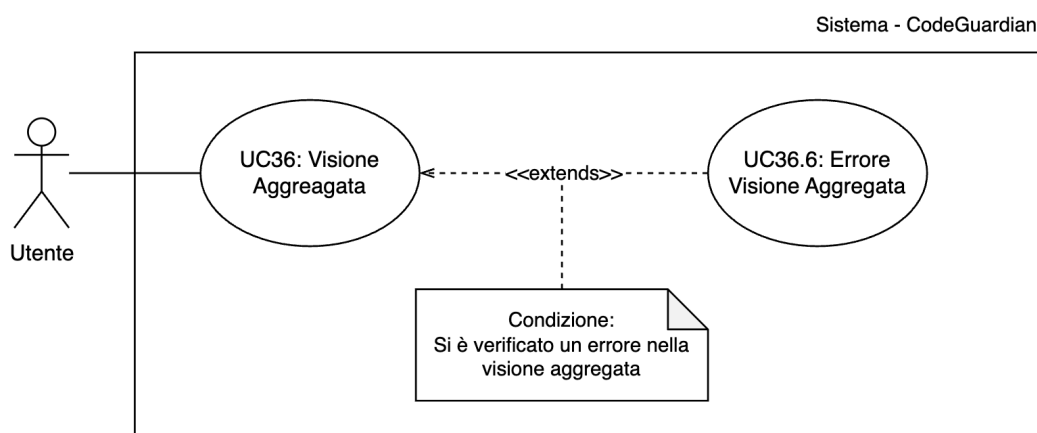 Sistema - CodeGuardian
UC36: Visione
Aggreagata
<<extends>>
UC36.6: Errore
Visione Aggregata
Utente
Condizione:
Si è verificato un errore nella
visione aggregata